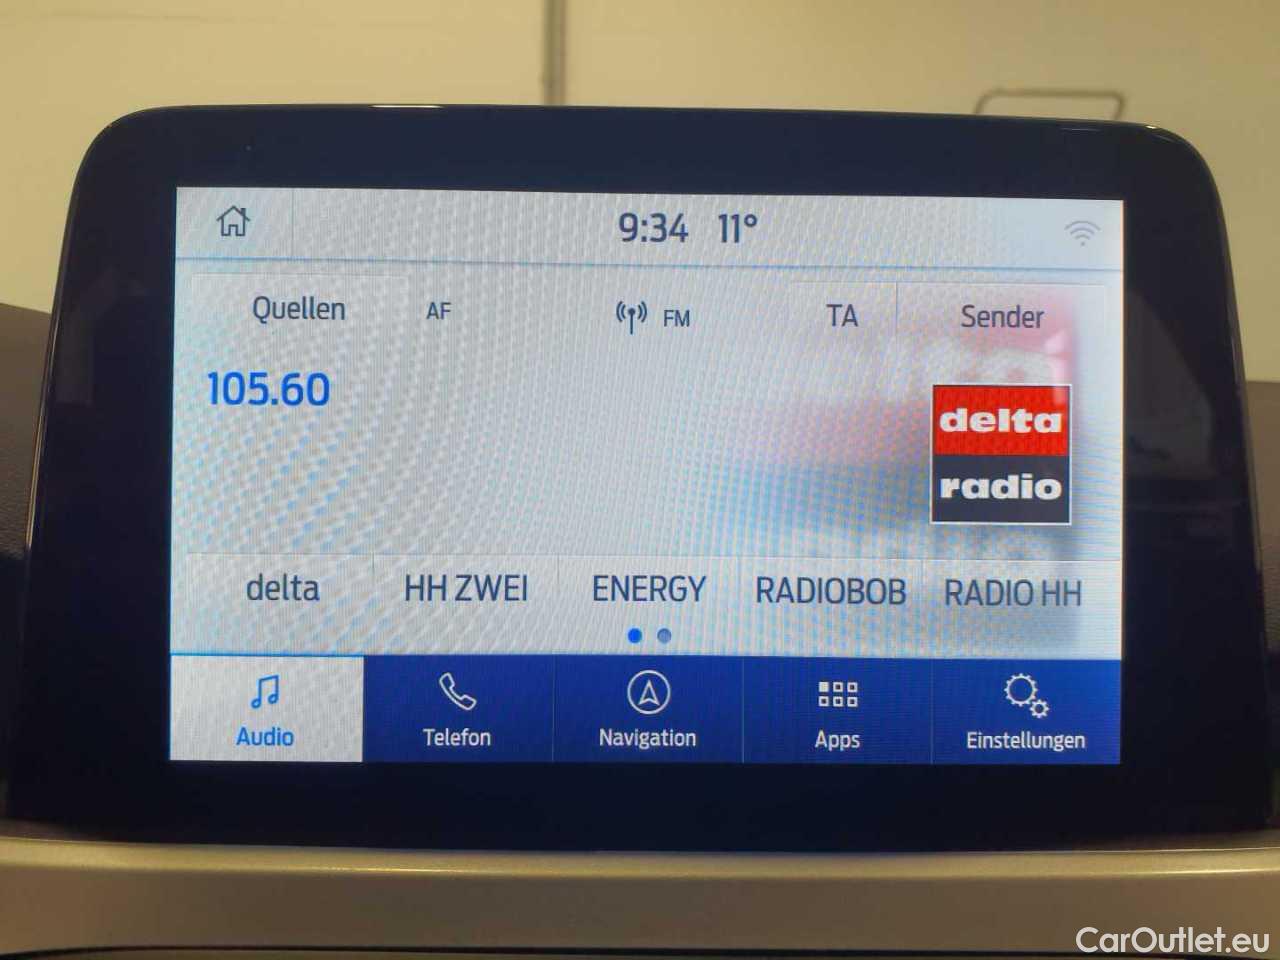 9:34 11°
Quellen AF FM TA Sender
105.60
delta
radio
delta HH ZWEI ENERGY RADIOBOB RADIO HH
Audio Telefon Navigation Apps Einstellungen
CarOutlet.eu